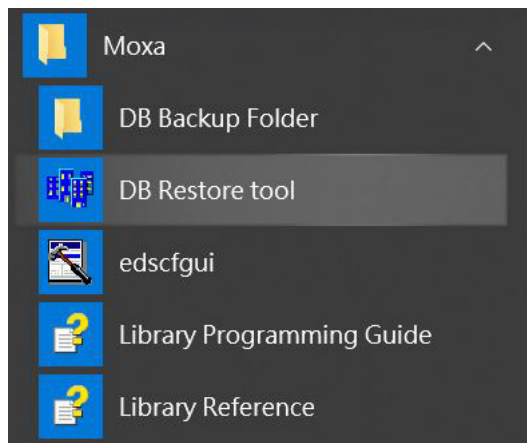 Moxa
DB Backup Folder
DB Restore tool
edscfgui
Library Programming Guide
Library Reference